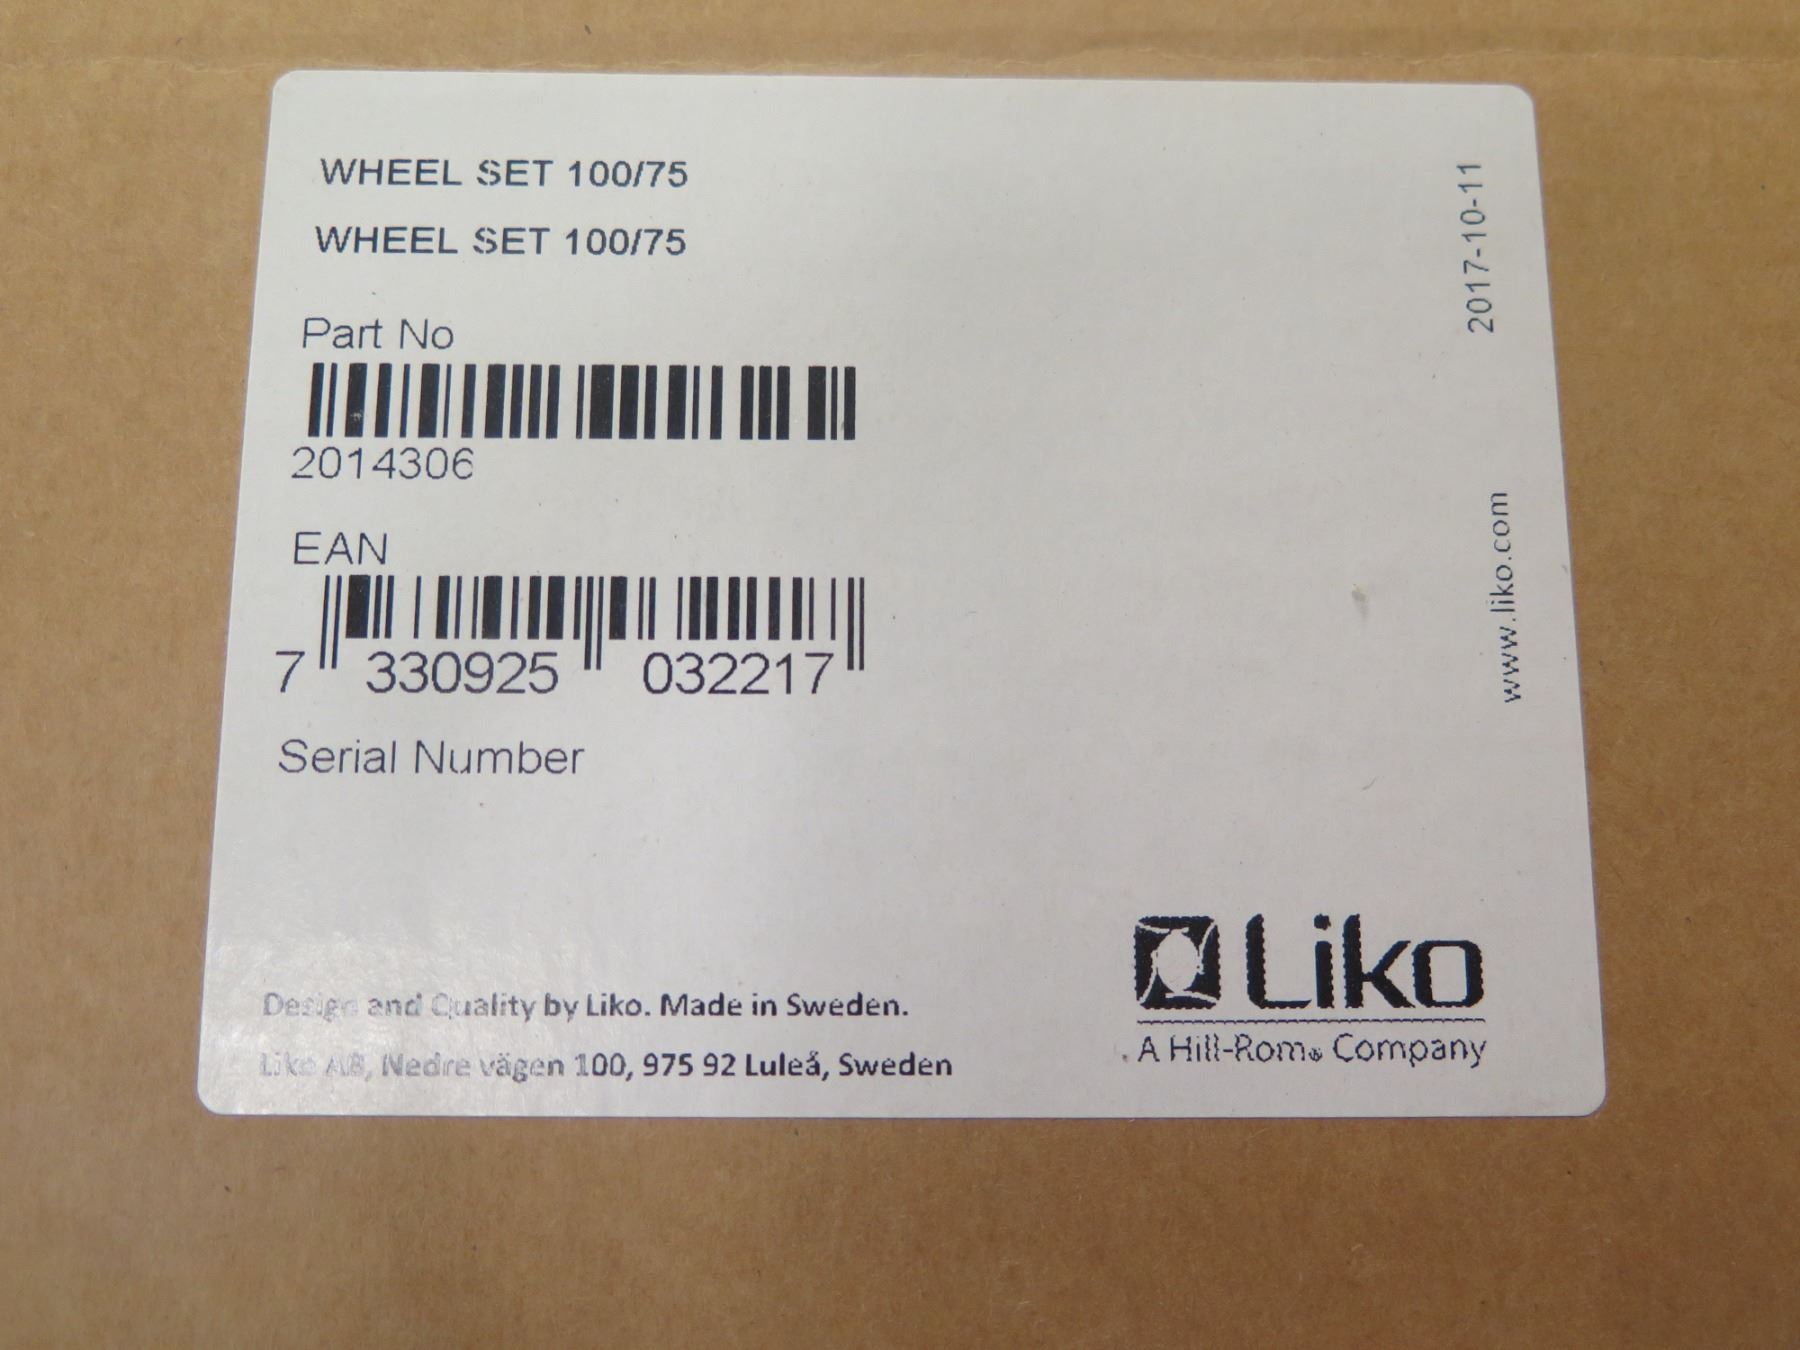 WHEEL SET 100/75
WHEEL SET 100/75
Part No
2014306
EAN
7 330925 032217
Serial Number
Design and Quality by Liko. Made in Sweden.
Liko AB, Nedre vägen 100, 975 92 Luleå, Sweden
2017-10-11
www.liko.com
Liko
A Hill-Rom® Company